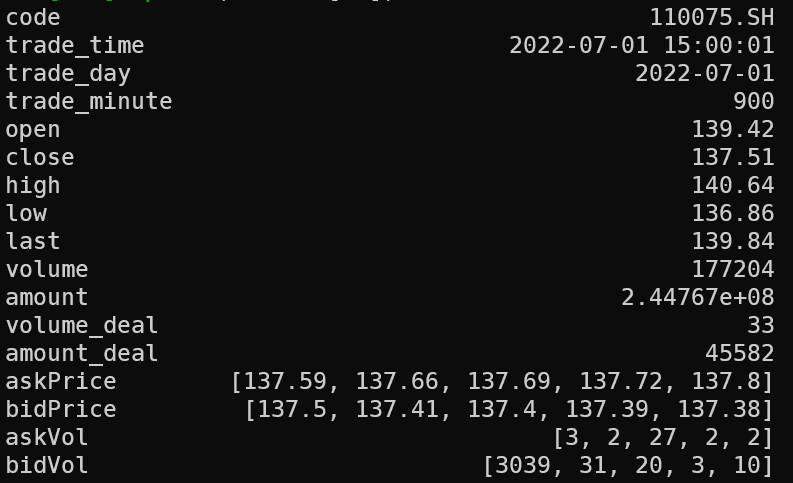 code 110075.SH
trade_time 2022-07-01 15:00:01
trade_day 2022-07-01
trade_minute 900
open 139.42
close 137.51
high 140.64
low 136.86
last 139.84
volume 177204
amount 2.44767e+08
volume_deal 33
amount_deal 45582
askPrice [137.59, 137.66, 137.69, 137.72, 137.8]
bidPrice [137.5, 137.41, 137.4, 137.39, 137.38]
askVol [3, 2, 27, 2, 2]
bidVol [3039, 31, 20, 3, 10]